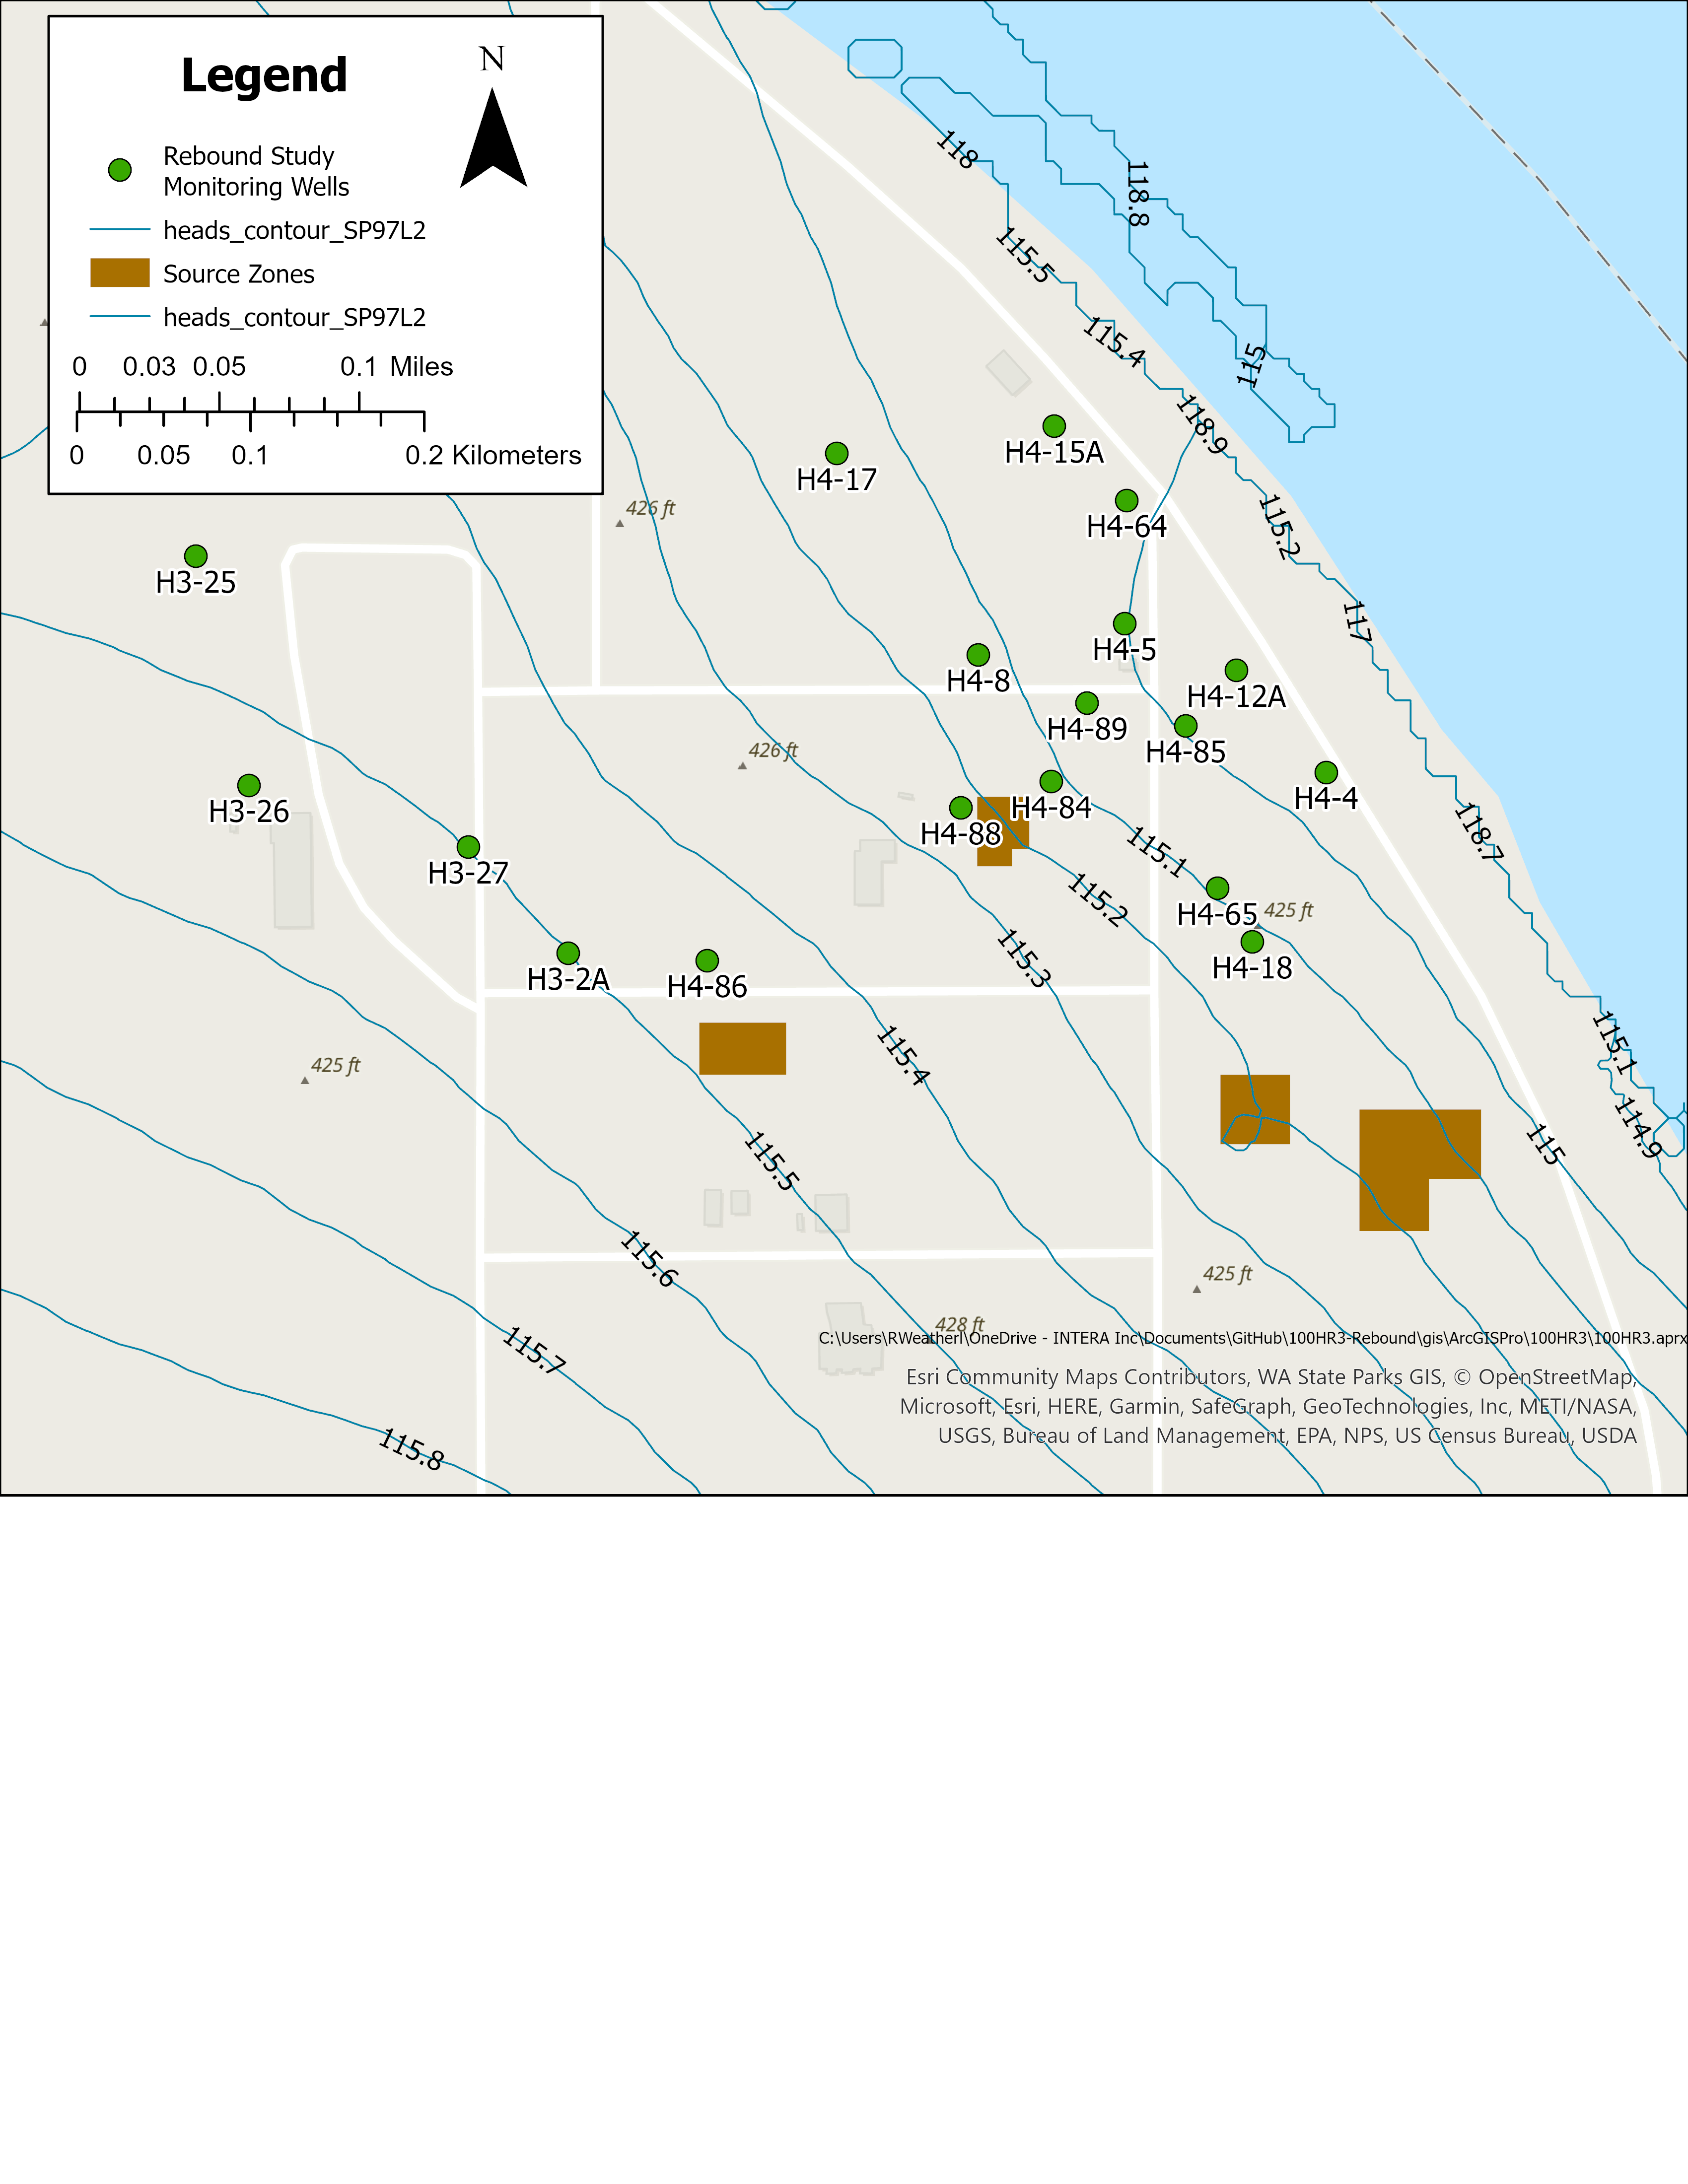 Legend
N
Rebound Study
Monitoring Wells
heads_contour_SP97L2
Source Zones
heads_contour_SP97L2
0 0.03 0.05 0.1 Miles
0 0.05 0.1 0.2 Kilometers
118
118.8
115.5
115.4
115
118.9
115.2
117
118.7
115.1
114.9
H4-15A
H4-17
426 ft
H4-64
H3-25
H4-5
H4-8
H4-12A
H4-89
H4-85
426 ft
H4-4
H3-26
H4-84
H4-88
115.1
H3-27
115.2
H4-65
425 ft
115.3
H4-18
H3-2A
H4-86
115.4
425 ft
115
115.5
115.6
425 ft
428 ft
115.7
115.8
C:\Users\RWeatherl\OneDrive - INTERA Inc\Documents\GitHub\100HR3-Rebound\gis\ArcGISPro\100HR3\100HR3.aprx
Esri Community Maps Contributors, WA State Parks GIS, © OpenStreetMap,
Microsoft, Esri, HERE, Garmin, SafeGraph, GeoTechnologies, Inc, METI/NASA,
USGS, Bureau of Land Management, EPA, NPS, US Census Bureau, USDA